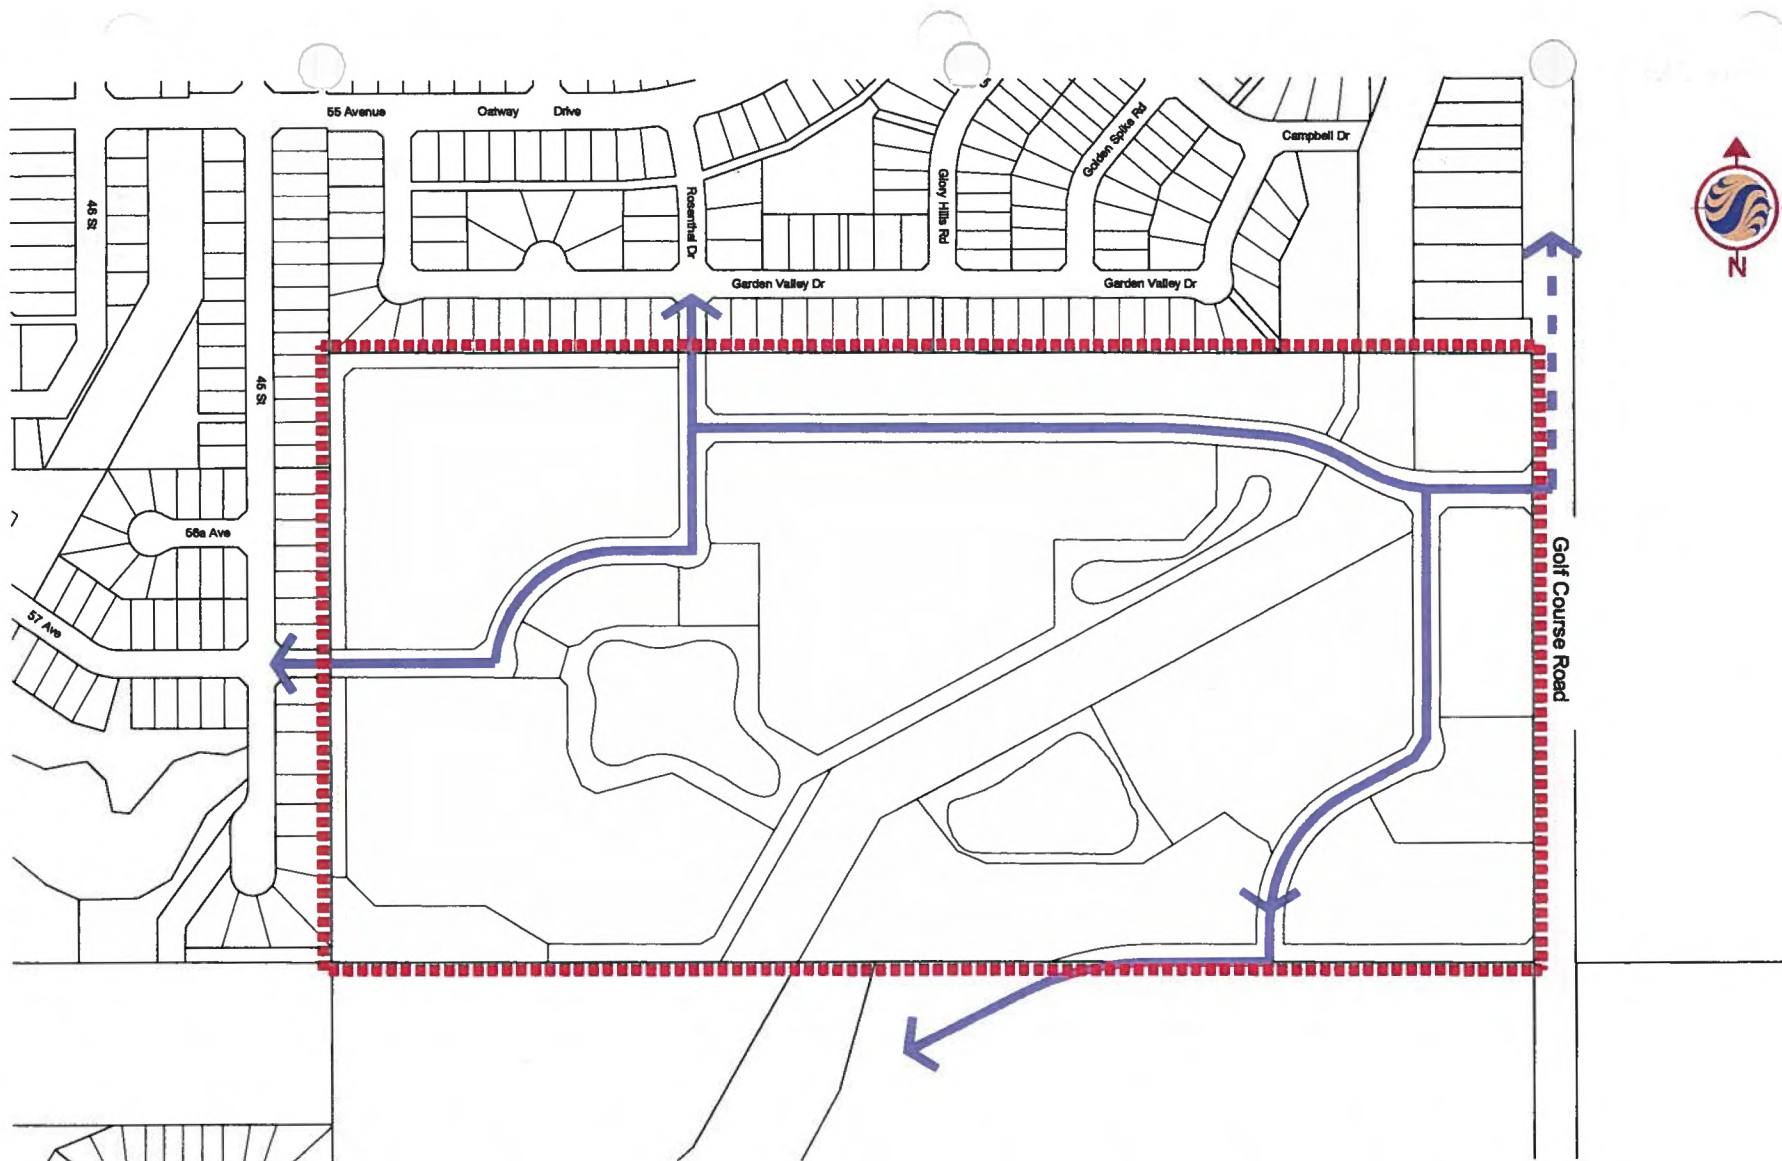 55 Avenue
Oatway Drive
Campbell Dr
Golden Spike Rd
46 St
Rosenthal Dr
Glory Hills Rd
Garden Valley Dr
Garden Valley Dr
N
45 St
56a Ave
57 Ave
Golf Course Road